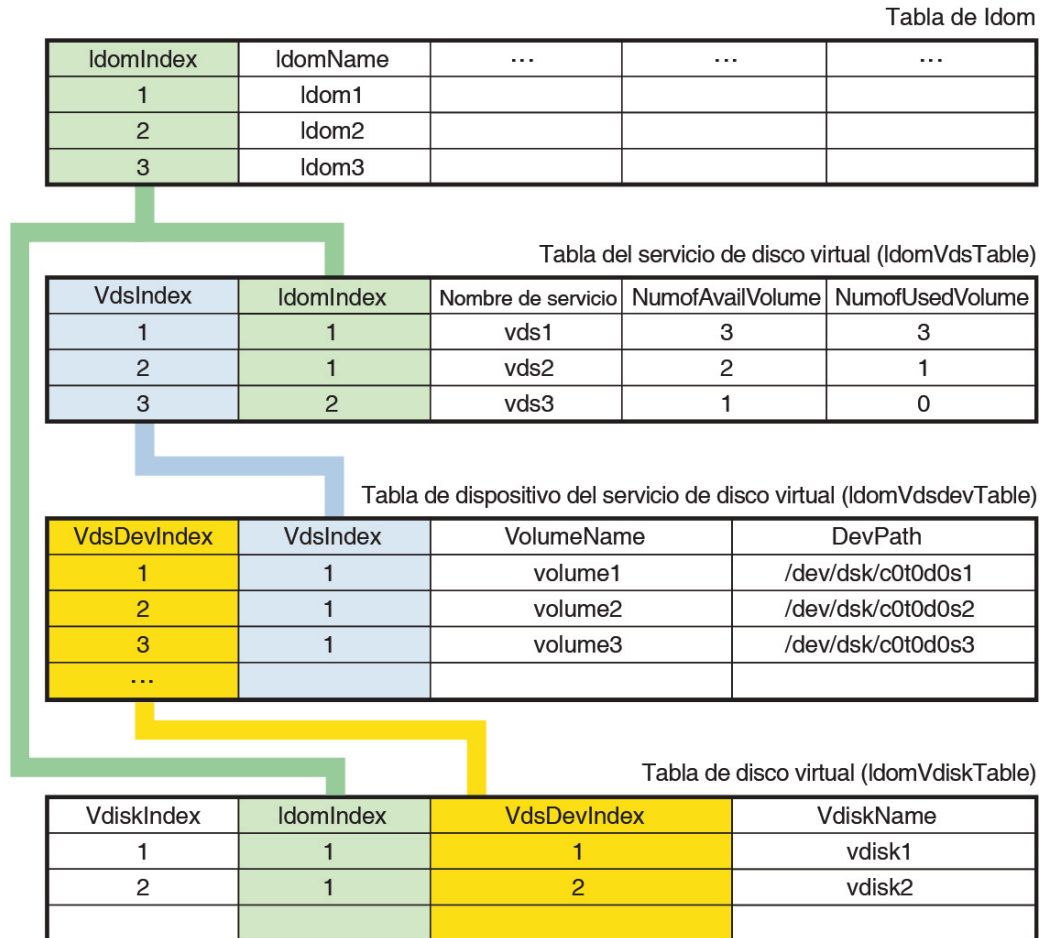 Tabla de ldom
ldomIndex ldomName ... ... ...
1 ldom1
2 ldom2
3 ldom3
Tabla del servicio de disco virtual (ldomVdsTable)
VdsIndex ldomIndex Nombre de servicio NumofAvailVolume NumofUsedVolume
1 1 vds1 3 3
2 1 vds2 2 1
3 2 vds3 1 0
Tabla de dispositivo del servicio de disco virtual (ldomVdsdevTable)
VdsDevIndex VdsIndex VolumeName DevPath
1 1 volume1 /dev/dsk/c0t0d0s1
2 1 volume2 /dev/dsk/c0t0d0s2
3 1 volume3 /dev/dsk/c0t0d0s3
...
Tabla de disco virtual (ldomVdiskTable)
VdiskIndex ldomIndex VdsDevIndex VdiskName
1 1 1 vdisk1
2 1 2 vdisk2